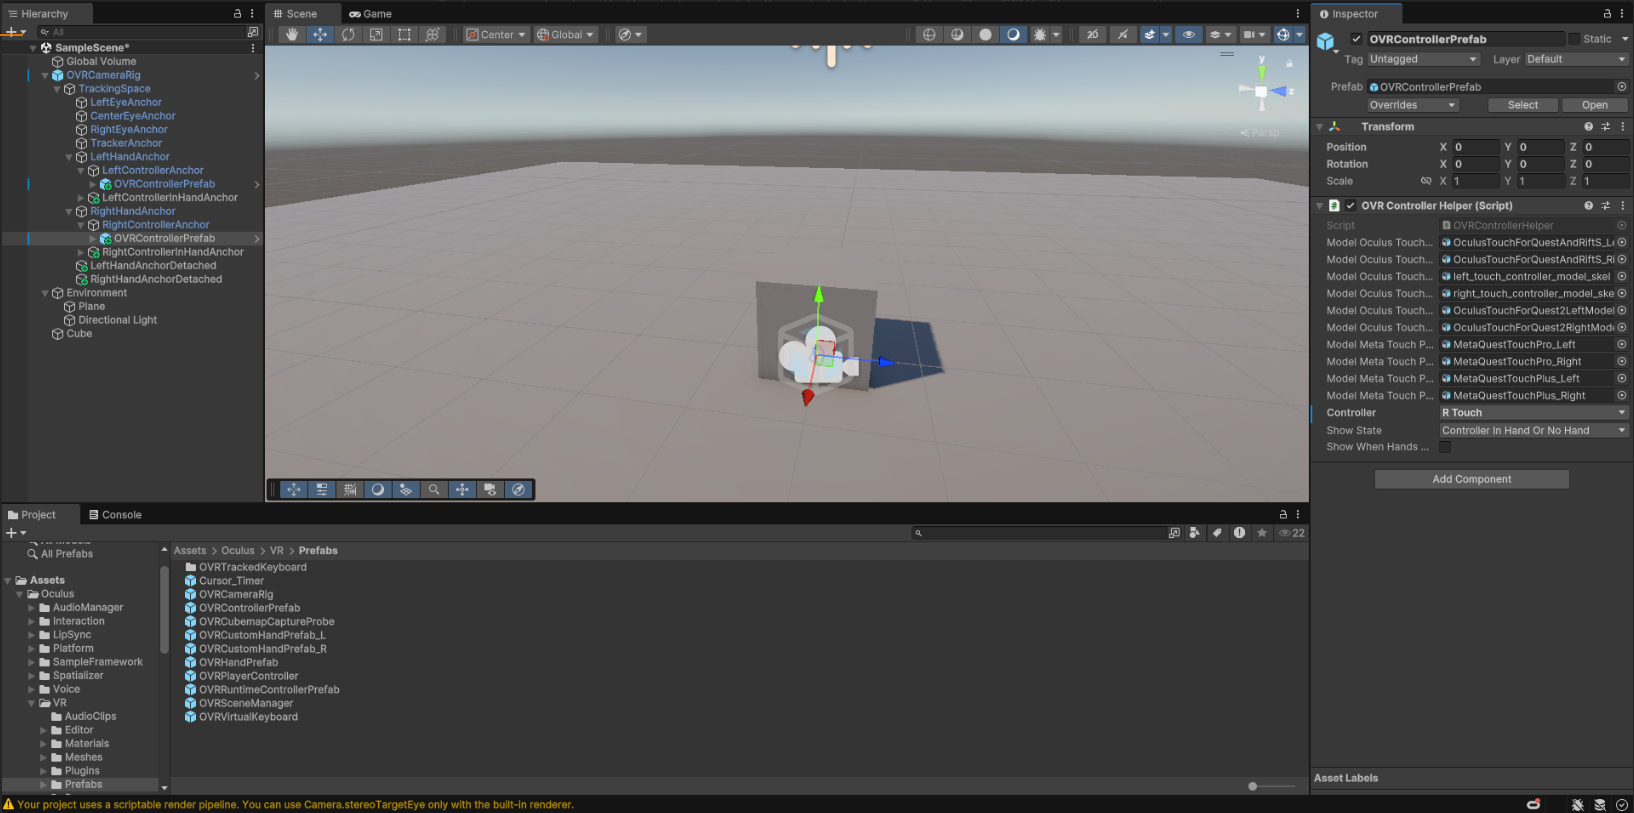 Hierarchy
All
SampleScene*
Global Volume
OVRCameraRig
TrackingSpace
LeftEyeAnchor
CenterEyeAnchor
RightEyeAnchor
TrackerAnchor
LeftHandAnchor
LeftControllerAnchor
OVRControllerPrefab
LeftControllerInHandAnchor
RightHandAnchor
RightControllerAnchor
OVRControllerPrefab
RightControllerInHandAnchor
LeftHandAnchorDetached
RightHandAnchorDetached
Environment
Plane
Directional Light
Cube
Scene Game
Center Global 2D
y
z
Persp
Inspector
OVRControllerPrefab Static
Tag Untagged Layer Default
Prefab OVRControllerPrefab
Overrides Select Open
Transform
Position X 0 Y 0 Z 0
Rotation X 0 Y 0 Z 0
Scale X 1 Y 1 Z 1
OVR Controller Helper (Script)
Script OVRControllerHelper
Model Oculus Touch... OculusTouchForQuestAndRiftS_Le
Model Oculus Touch... OculusTouchForQuestAndRiftS_Ri
Model Oculus Touch... left_touch_controller_model_skel
Model Oculus Touch... right_touch_controller_model_ske
Model Oculus Touch... OculusTouchForQuest2LeftModel
Model Oculus Touch... OculusTouchForQuest2RightMode
Model Meta Touch P... MetaQuestTouchPro_Left
Model Meta Touch P... MetaQuestTouchPro_Right
Model Meta Touch P... MetaQuestTouchPlus_Left
Model Meta Touch P... MetaQuestTouchPlus_Right
Controller R Touch
Show State Controller In Hand Or No Hand
Show When Hands ...
Add Component
Asset Labels
Project Console
22
All Models
All Prefabs
Assets
Oculus
AudioManager
Interaction
LipSync
Platform
SampleFramework
Spatializer
Voice
VR
AudioClips
Editor
Materials
Meshes
Plugins
Prefabs
Assets > Oculus > VR > Prefabs
OVRTrackedKeyboard
Cursor_Timer
OVRCameraRig
OVRControllerPrefab
OVRCubemapCaptureProbe
OVRCustomHandPrefab_L
OVRCustomHandPrefab_R
OVRHandPrefab
OVRPlayerController
OVRRuntimeControllerPrefab
OVRSceneManager
OVRVirtualKeyboard
Your project uses a scriptable render pipeline. You can use Camera.stereoTargetEye only with the built-in renderer.